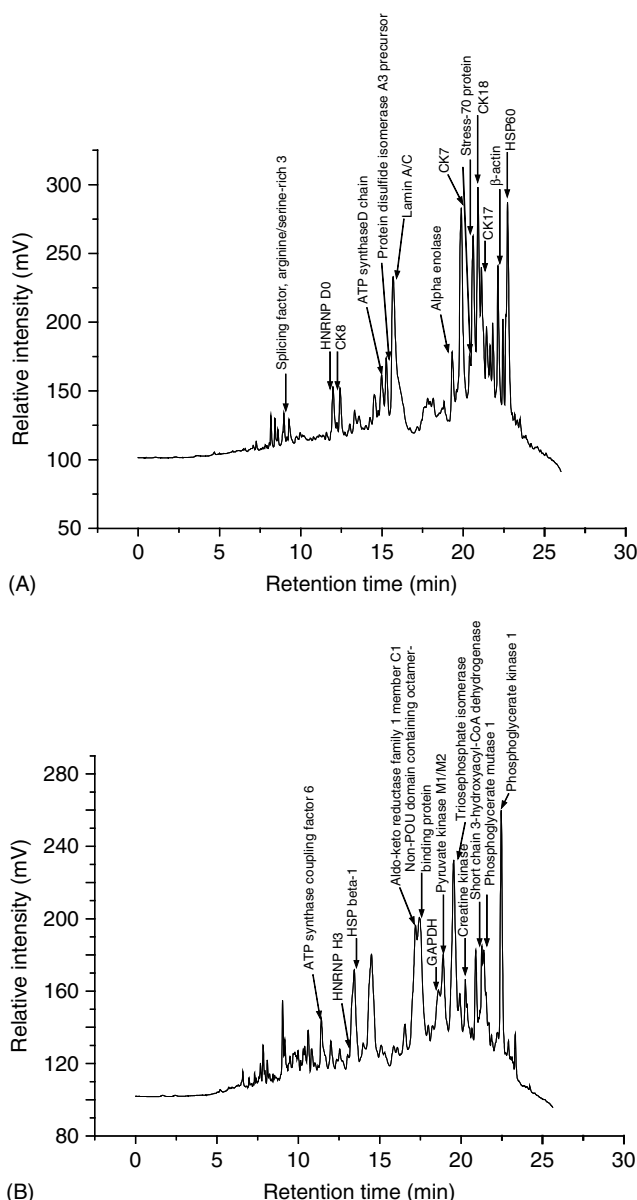 Splicing factor, arginine/serine-rich 3
HNRNP D0
CK8
ATP synthaseD chain
Protein disulfide isomerase A3 precursor
Lamin A/C
Alpha enolase
CK7
Stress-70 protein
CK18
CK17
β-actin
HSP60
Relative intensity (mV)
300
250
200
150
100
50
0
5
10
15
20
25
30
Retention time (min)
(A)
ATP synthase coupling factor 6
HNRNP H3
HSP beta-1
Aldo-keto reductase family 1 member C1
Non-POU domain containing octamer-
binding protein
GAPDH
Pyruvate kinase M1/M2
Triosephosphate isomerase
Creatine kinase
Short chain 3-hydroxyacyl-CoA dehydrogenase
Phosphoglycerate mutase 1
Phosphoglycerate kinase 1
Relative intensity (mV)
280
240
200
160
120
80
0
5
10
15
20
25
30
Retention time (min)
(B)